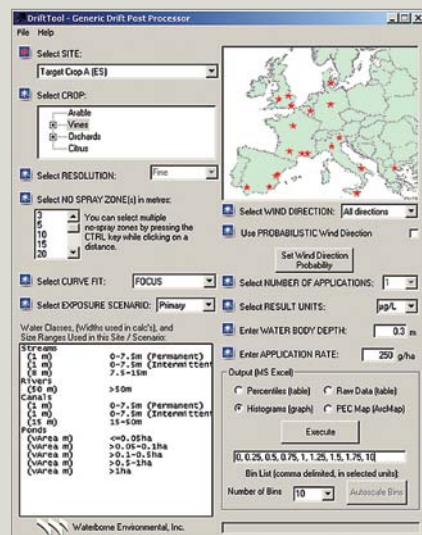 DriftTool - Generic Drift Post Processor
File Help
Select SITE:
Target Crop A (ES)
Select CROP:
Arable
Vines
Orchards
Citrus
Select RESOLUTION: Fine
Select NO SPRAY ZONE(s) in metres:
3
5
10
15
20
You can select multiple
no-spray zones by pressing the
CTRL key while clicking on a
distance.
Select CURVE FIT: FOCUS
Select EXPOSURE SCENARIO: Primary
Water Classes, (Widths used in calc's), and
Size Ranges Used in this Site / Scenario:
Streams
(1 m) 0-7.5m (Permanent)
(1 m) 0-7.5m (Intermittent
(8 m) 7.5-15m
Rivers
(50 m) >50m
Canals
(1 m) 0-7.5m (Permanent)
(1 m) 0-7.5m (Intermitten
(15 m) 15-50m
Ponds
(vArea m) <=0.05ha
(vArea m) >0.05-0.1ha
(vArea m) >0.1-0.5ha
(vArea m) >0.5-1ha
(vArea m) >1ha
Waterborne Environmental, Inc.
Select WIND DIRECTION: All directions
Use PROBABILISTIC Wind Direction
Set Wind Direction
Probability
Select NUMBER OF APPLICATIONS: 1
Select RESULT UNITS: µg/L
Enter WATER BODY DEPTH: 0.3 m
Enter APPLICATION RATE: 250 g/ha
Output (MS Excel)
Percentiles (table) Raw Data (table)
Histograms (graph) PEC Map (ArcMap)
Execute
0, 0.25, 0.5, 0.75, 1, 1.25, 1.5, 1.75, 10
Bin List (comma delimited, in selected units):
Number of Bins 10 Autoscale Bins